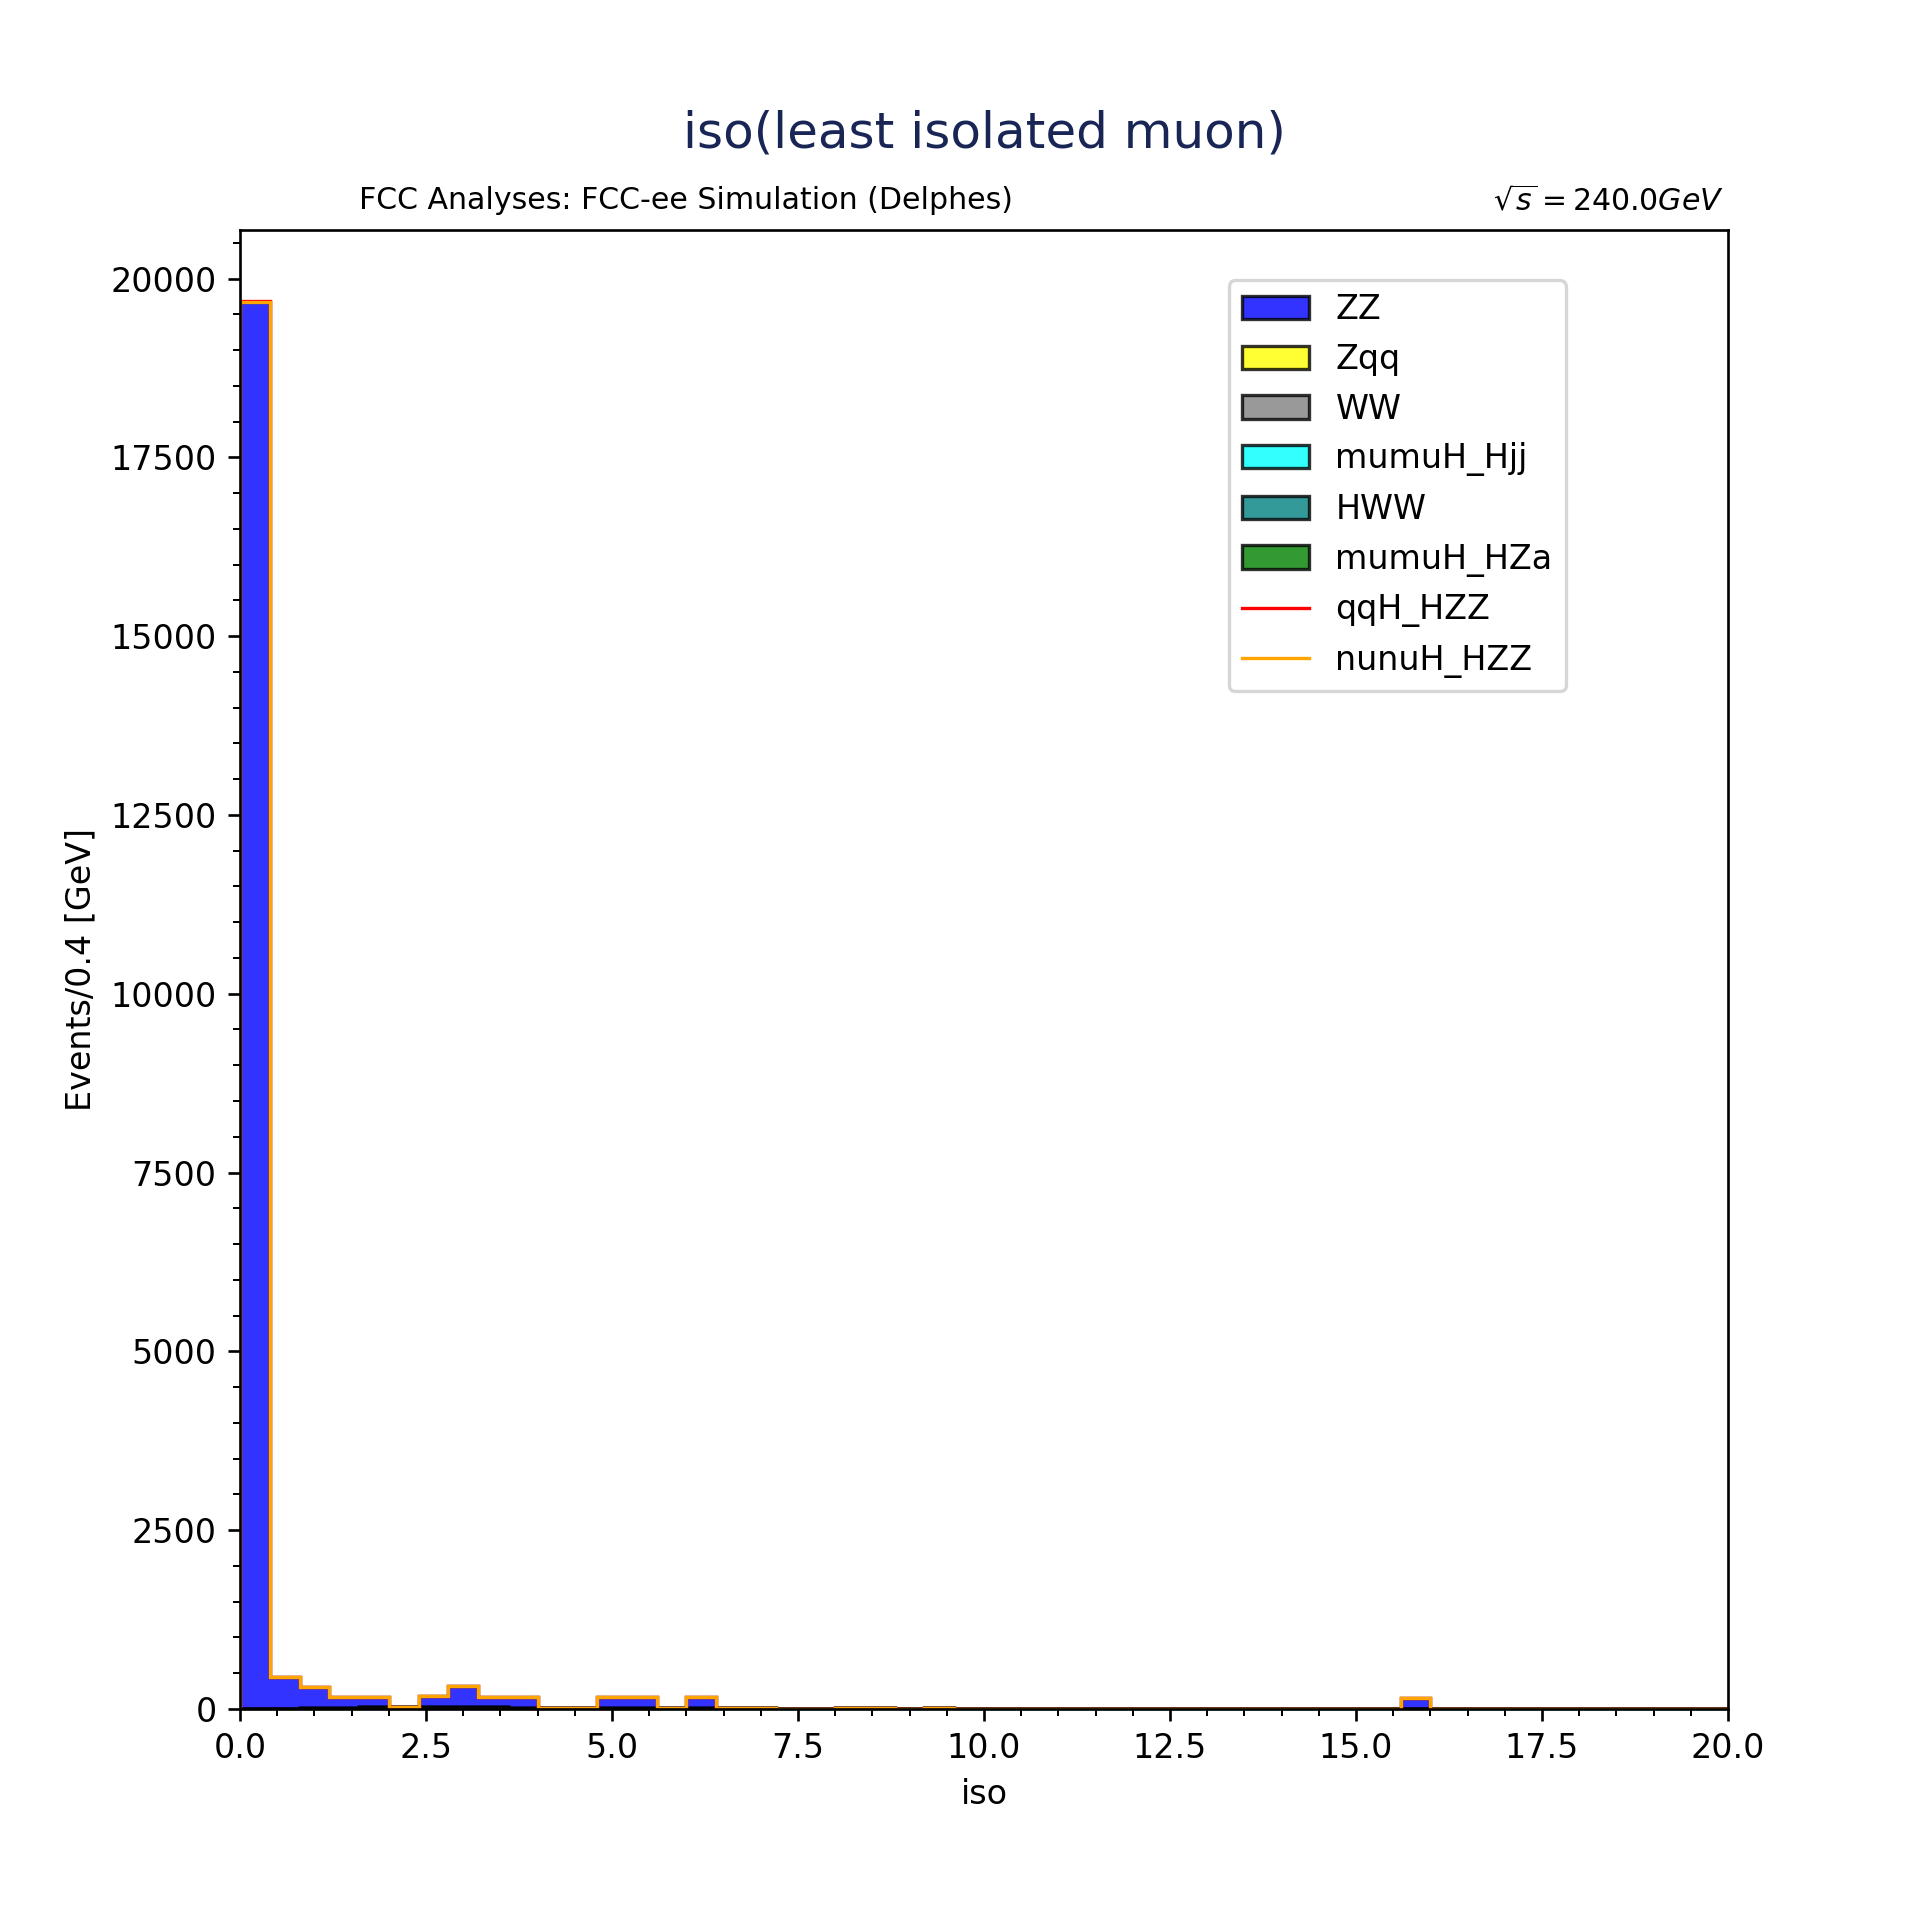 iso(least isolated muon)
FCC Analyses: FCC-ee Simulation (Delphes)
√s = 240.0GeV
20000
17500
15000
12500
10000
7500
5000
2500
0
Events/0.4 [GeV]
ZZ
Zqq
WW
mumuH_Hjj
HWW
mumuH_HZa
qqH_HZZ
nunuH_HZZ
0.0 2.5 5.0 7.5 10.0 12.5 15.0 17.5 20.0
iso